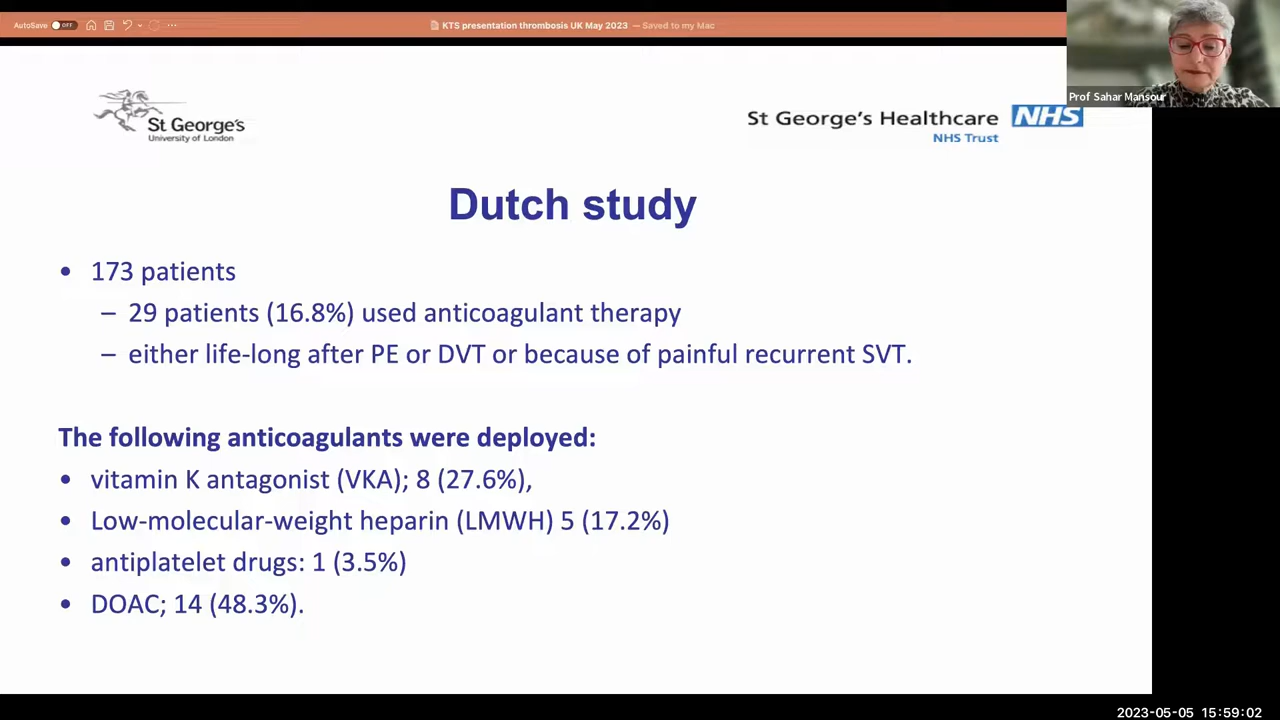 AutoSave OFF
KTS presentation thrombosis UK May 2023 — Saved to my Mac
Prof Sahar Mansour
St George's
University of London
St George's Healthcare NHS
NHS Trust
Dutch study
• 173 patients
– 29 patients (16.8%) used anticoagulant therapy
– either life-long after PE or DVT or because of painful recurrent SVT.
The following anticoagulants were deployed:
• vitamin K antagonist (VKA); 8 (27.6%),
• Low-molecular-weight heparin (LMWH) 5 (17.2%)
• antiplatelet drugs: 1 (3.5%)
• DOAC; 14 (48.3%).
2023-05-05 15:59:02